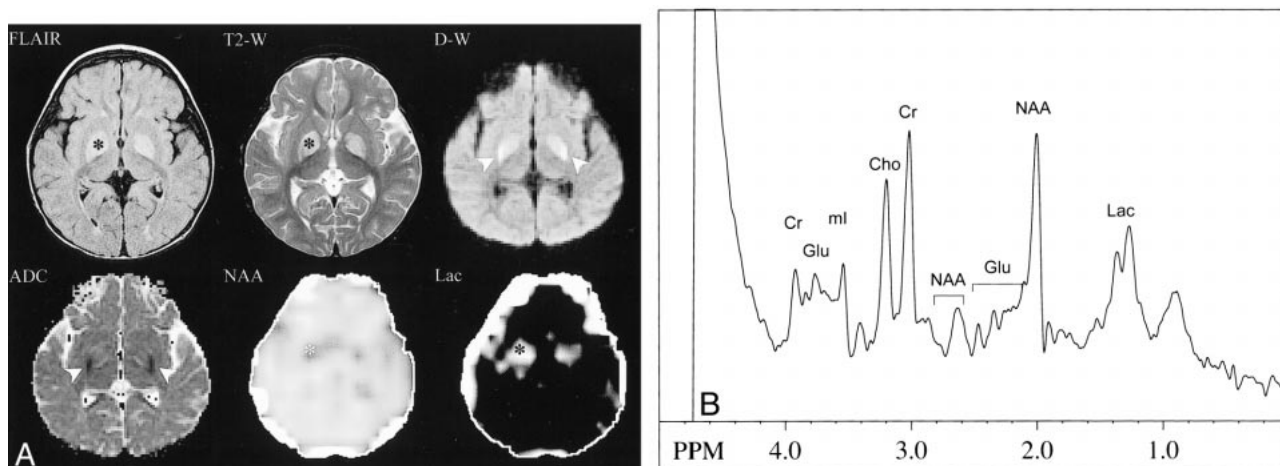 FLAIR T2-W D-W
ADC NAA Lac
A
Cr NAA
Cho
Cr mI Lac
Glu Glu
NAA
B
PPM 4.0 3.0 2.0 1.0